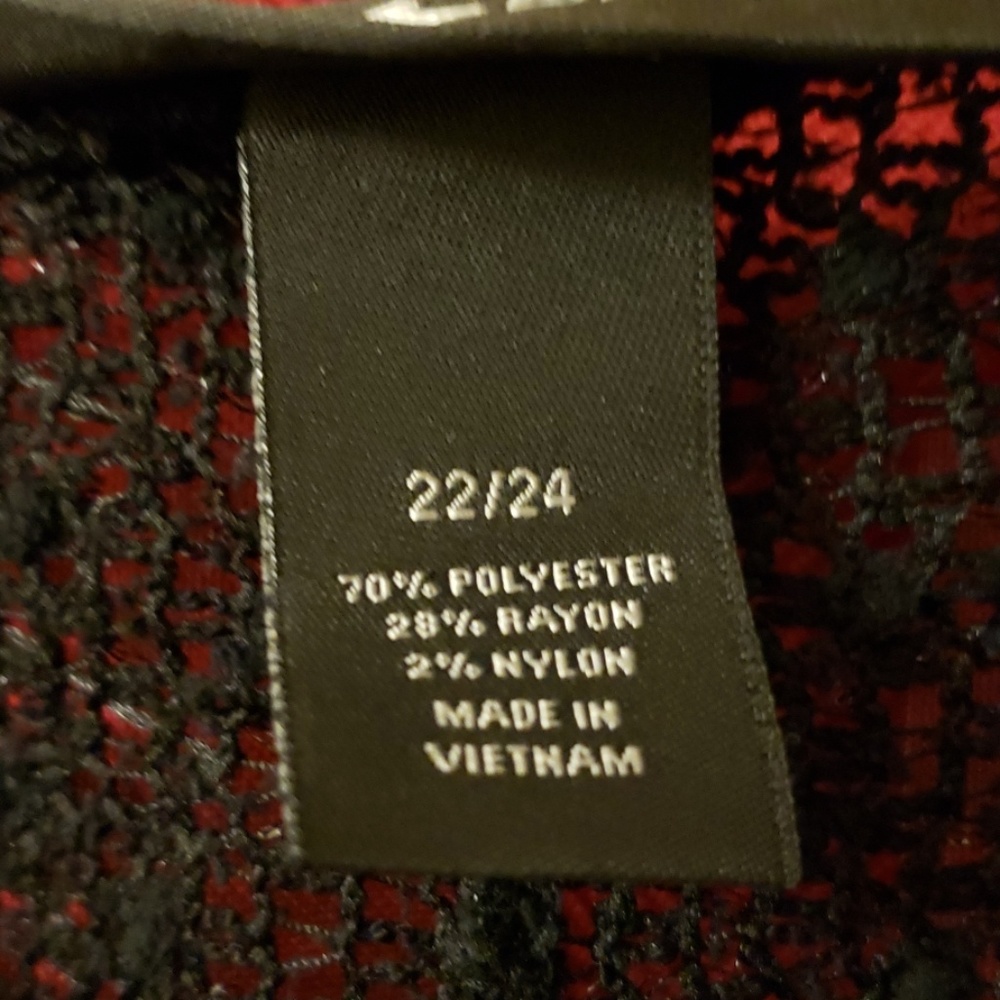 22/24
70% POLYESTER
28% RAYON
2% NYLON
MADE IN
VIETNAM